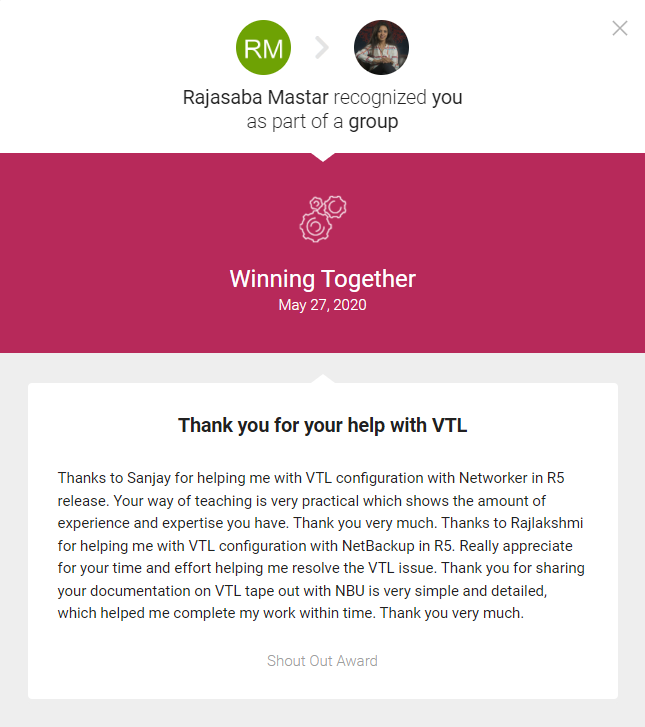 RM
Rajasaba Mastar recognized you
as part of a group
Winning Together
May 27, 2020
Thank you for your help with VTL
Thanks to Sanjay for helping me with VTL configuration with Networker in R5
release. Your way of teaching is very practical which shows the amount of
experience and expertise you have. Thank you very much. Thanks to Rajlakshmi
for helping me with VTL configuration with NetBackup in R5. Really appreciate
for your time and effort helping me resolve the VTL issue. Thank you for sharing
your documentation on VTL tape out with NBU is very simple and detailed,
which helped me complete my work within time. Thank you very much.
Shout Out Award